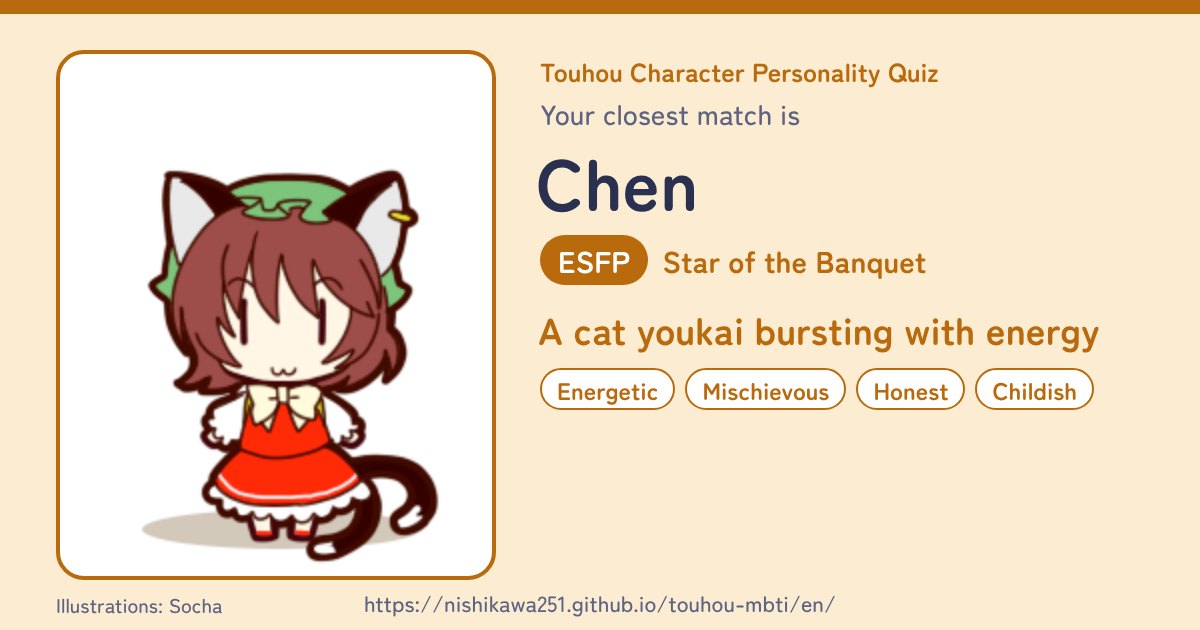 Touhou Character Personality Quiz
Your closest match is
Chen
ESFP Star of the Banquet
A cat youkai bursting with energy
Energetic Mischievous Honest Childish
Illustrations: Socha https://nishikawa251.github.io/touhou-mbti/en/